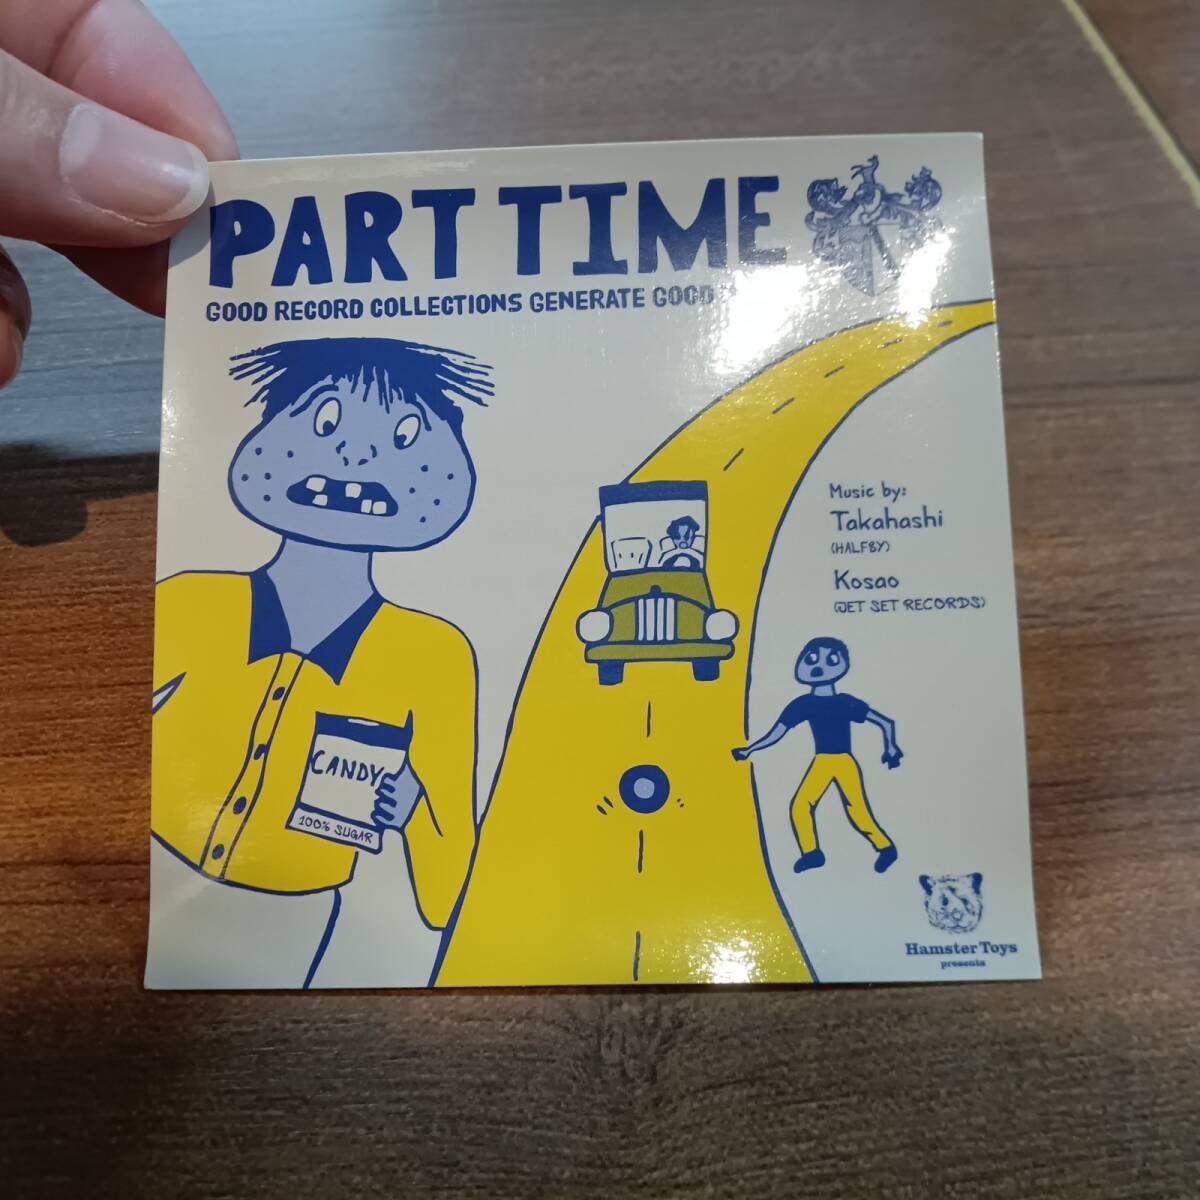 PART TIME
GOOD RECORD COLLECTIONS GENERATE GOOD
Music by:
Takahashi
(HALFBY)
Kosao
(JET SET RECORDS)
CANDY
100% SUGAR
Hamster Toys
presents